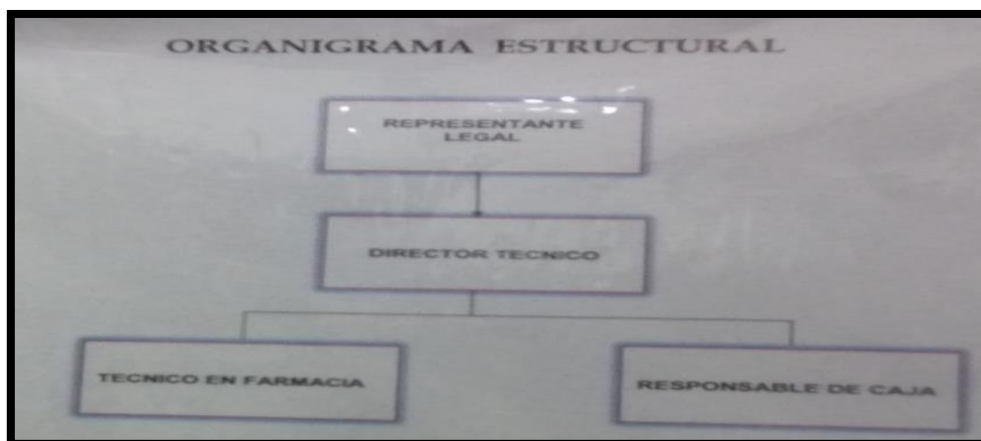 ORGANIGRAMA ESTRUCTURAL
REPRESENTANTE
LEGAL
DIRECTOR TECNICO
TECNICO EN FARMACIA
RESPONSABLE DE CAJA